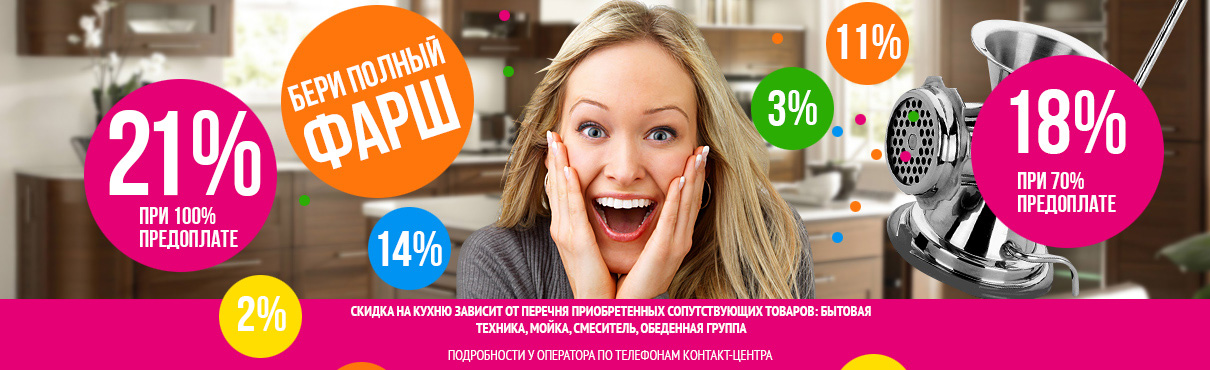 БЕРИ ПОЛНЫЙ
ФАРШ
21%
ПРИ 100%
ПРЕДОПЛАТЕ
14%
2%
11%
3%
18%
ПРИ 70%
ПРЕДОПЛАТЕ
СКИДКА НА КУХНЮ ЗАВИСИТ ОТ ПЕРЕЧНЯ ПРИОБРЕТЕННЫХ СОПУТСТВУЮЩИХ ТОВАРОВ: БЫТОВАЯ
ТЕХНИКА, МОЙКА, СМЕСИТЕЛЬ, ОБЕДЕННАЯ ГРУППА
ПОДРОБНОСТИ У ОПЕРАТОРА ПО ТЕЛЕФОНАМ КОНТАКТ-ЦЕНТРА